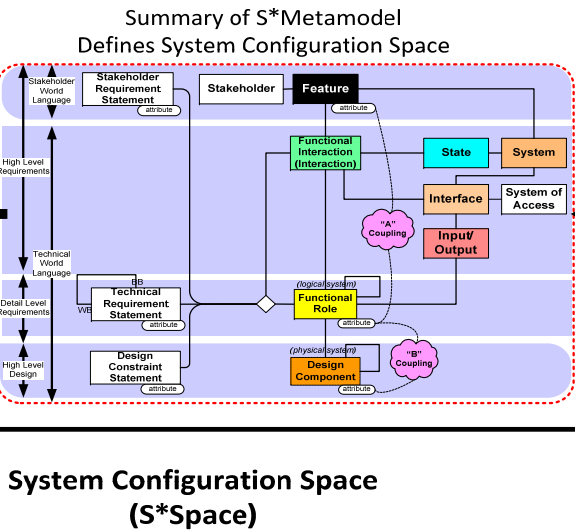 Summary of S*Metamodel
Defines System Configuration Space
Stakeholder
World
Language
Stakeholder
Requirement
Statement
attribute
Stakeholder
Feature
attribute
High Level
Requirements
Functional
Interaction
(Interaction)
State
System
Interface
System of
Access
"A"
Coupling
Input/
Output
Technical
World
Language
BB
WB
Technical
Requirement
Statement
attribute
(logical system)
Functional
Role
attribute
Detail Level
Requirements
High Level
Design
Design
Constraint
Statement
attribute
(physical system)
Design
Component
attribute
"B"
Coupling
System Configuration Space
(S*Space)